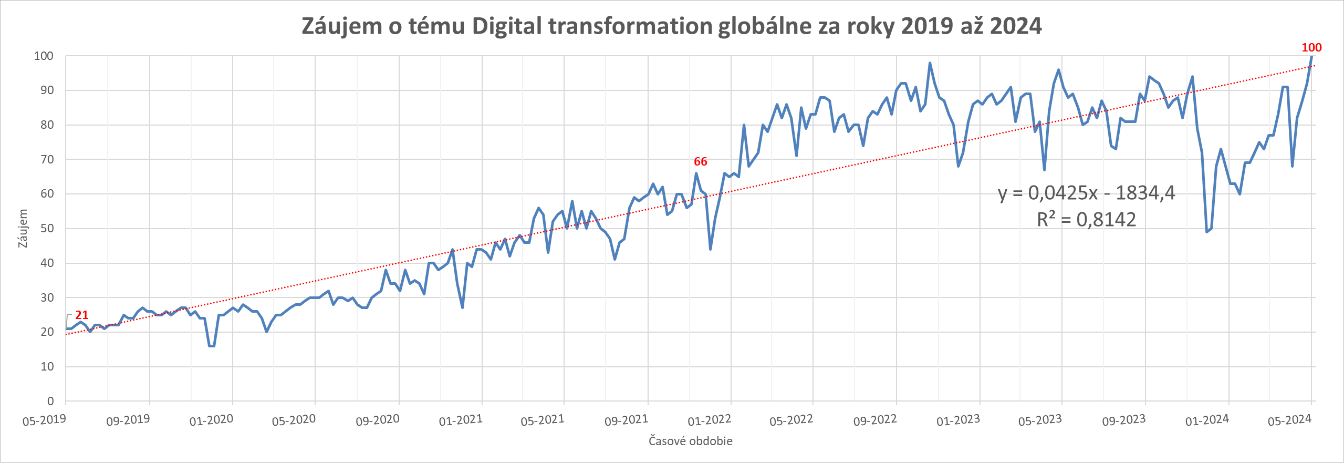 Záujem o tému Digital transformation globálne za roky 2019 až 2024
100
100
90
80
70
66
60
y = 0,0425x - 1834,4
R² = 0,8142
50
40
30
21
20
10
0
Záujem
05-2019 09-2019 01-2020 05-2020 09-2020 01-2021 05-2021 09-2021 01-2022 05-2022 09-2022 01-2023 05-2023 09-2023 01-2024 05-2024
Časové obdobie